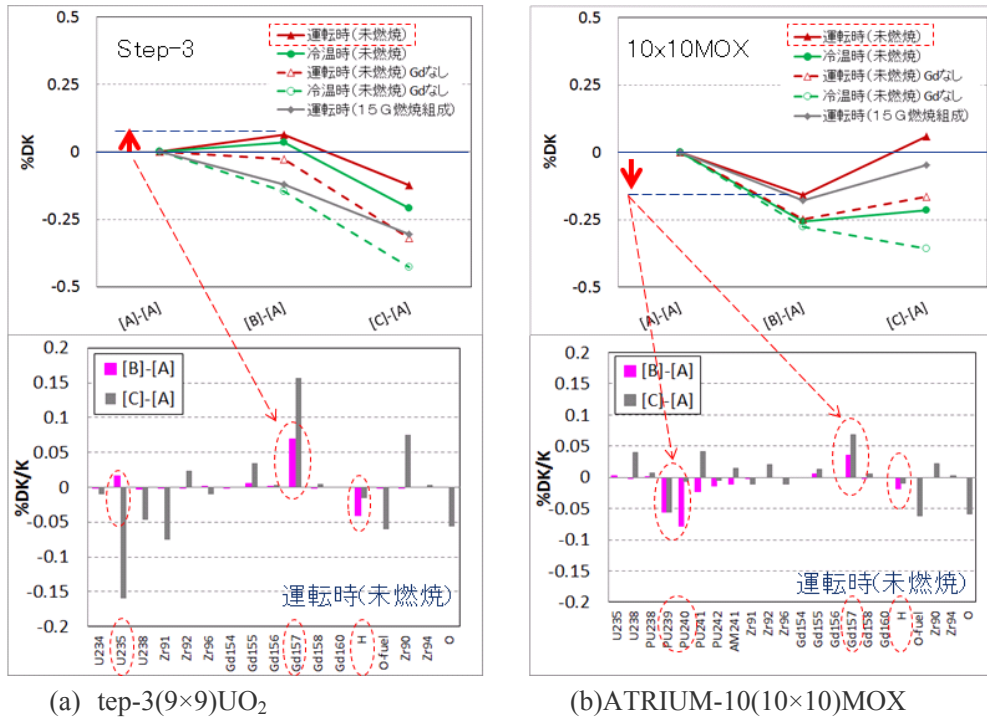 0.5
0.25
0
-0.25
-0.5
%DK
Step-3
運転時(未燃焼)
冷温時(未燃焼)
運転時(未燃焼)Gdなし
冷温時(未燃焼)Gdなし
運転時(15G燃焼組成)
[A]-[A]
[B]-[A]
[C]-[A]
0.2
0.15
0.1
0.05
0
-0.05
-0.1
-0.15
-0.2
%DK/K
[B]-[A]
[C]-[A]
運転時(未燃焼)
U234
U235
U238
Zr91
Zr92
Zr96
Gd154
Gd155
Gd156
Gd157
Gd158
Gd160
H
O-fuel
Zr90
Zr94
O
(a) tep-3(9×9)UO₂
0.5
0.25
0
-0.25
-0.5
%DK
10x10MOX
運転時(未燃焼)
冷温時(未燃焼)
運転時(未燃焼)Gdなし
冷温時(未燃焼)Gdなし
運転時(15G燃焼組成)
[A]-[A]
[B]-[A]
[C]-[A]
0.2
0.15
0.1
0.05
0
-0.05
-0.1
-0.15
-0.2
%DK/K
[B]-[A]
[C]-[A]
運転時(未燃焼)
U235
U238
PU238
PU239
PU240
PU241
PU242
AM241
Zr91
Zr92
Zr96
Gd154
Gd155
Gd156
Gd157
Gd158
Gd160
H
O-fuel
Zr90
Zr94
O
(b)ATRIUM-10(10×10)MOX